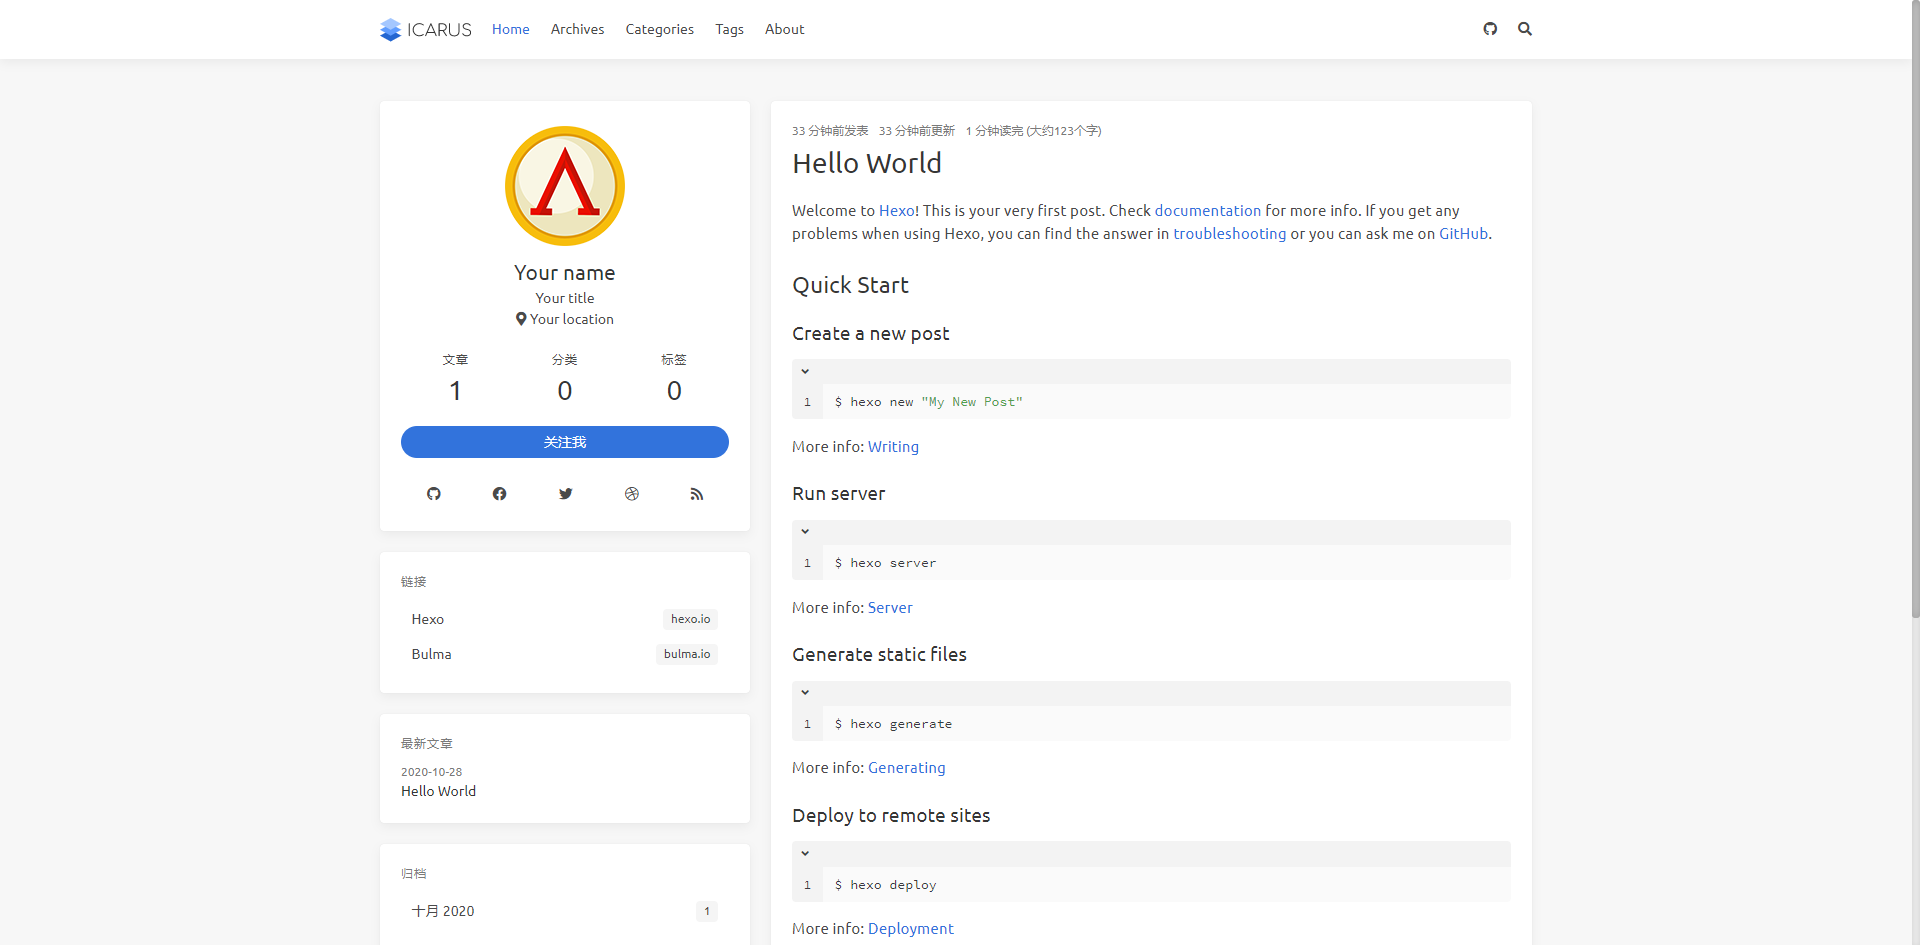 ICARUS Home Archives Categories Tags About
Your name
Your title
Your location
文章 分类 标签
1 0 0
关注我
链接
Hexo hexo.io
Bulma bulma.io
最新文章
2020-10-28
Hello World
归档
十月 2020 1
33 分钟前发表 33 分钟前更新 1 分钟读完 (大约123个字)
Hello World
Welcome to Hexo! This is your very first post. Check documentation for more info. If you get any
problems when using Hexo, you can find the answer in troubleshooting or you can ask me on GitHub.
Quick Start
Create a new post
1 $ hexo new "My New Post"
More info: Writing
Run server
1 $ hexo server
More info: Server
Generate static files
1 $ hexo generate
More info: Generating
Deploy to remote sites
1 $ hexo deploy
More info: Deployment